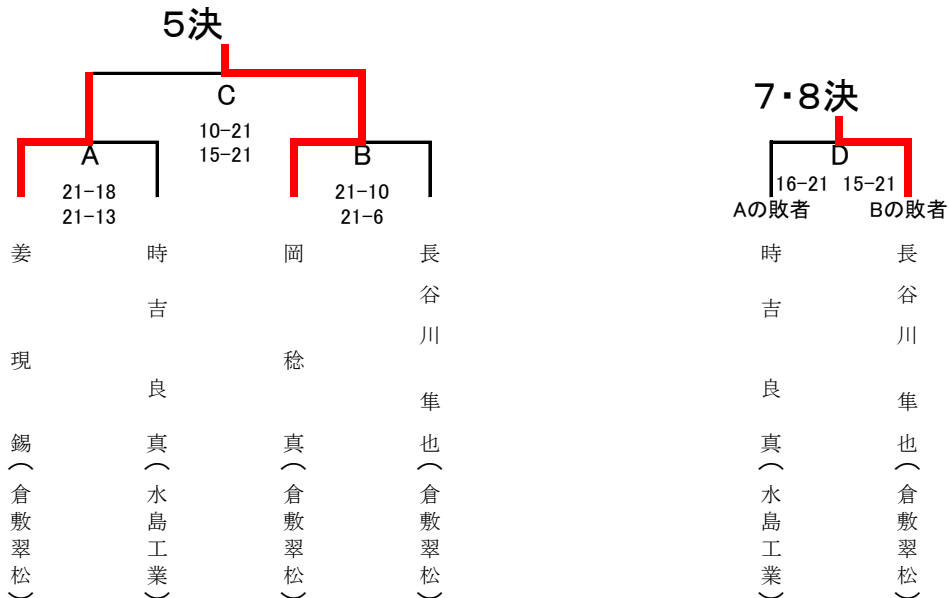 5決
C
10-21
15-21
A
21-18
21-13
B
21-10
21-6
姜 現 錫(倉敷翠松)
時吉 良真(水島工業)
岡 稔真(倉敷翠松)
長谷川 隼也(倉敷翠松)
7・8決
D
16-21 15-21
Aの敗者 Bの敗者
時吉 良真(水島工業)
長谷川 隼也(倉敷翠松)